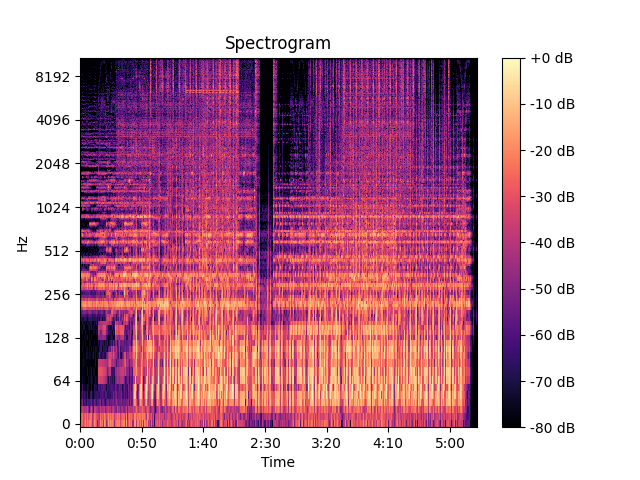 Spectrogram
Hz
8192
4096
2048
1024
512
256
128
64
0
0:00 0:50 1:40 2:30 3:20 4:10 5:00
Time
+0 dB
-10 dB
-20 dB
-30 dB
-40 dB
-50 dB
-60 dB
-70 dB
-80 dB